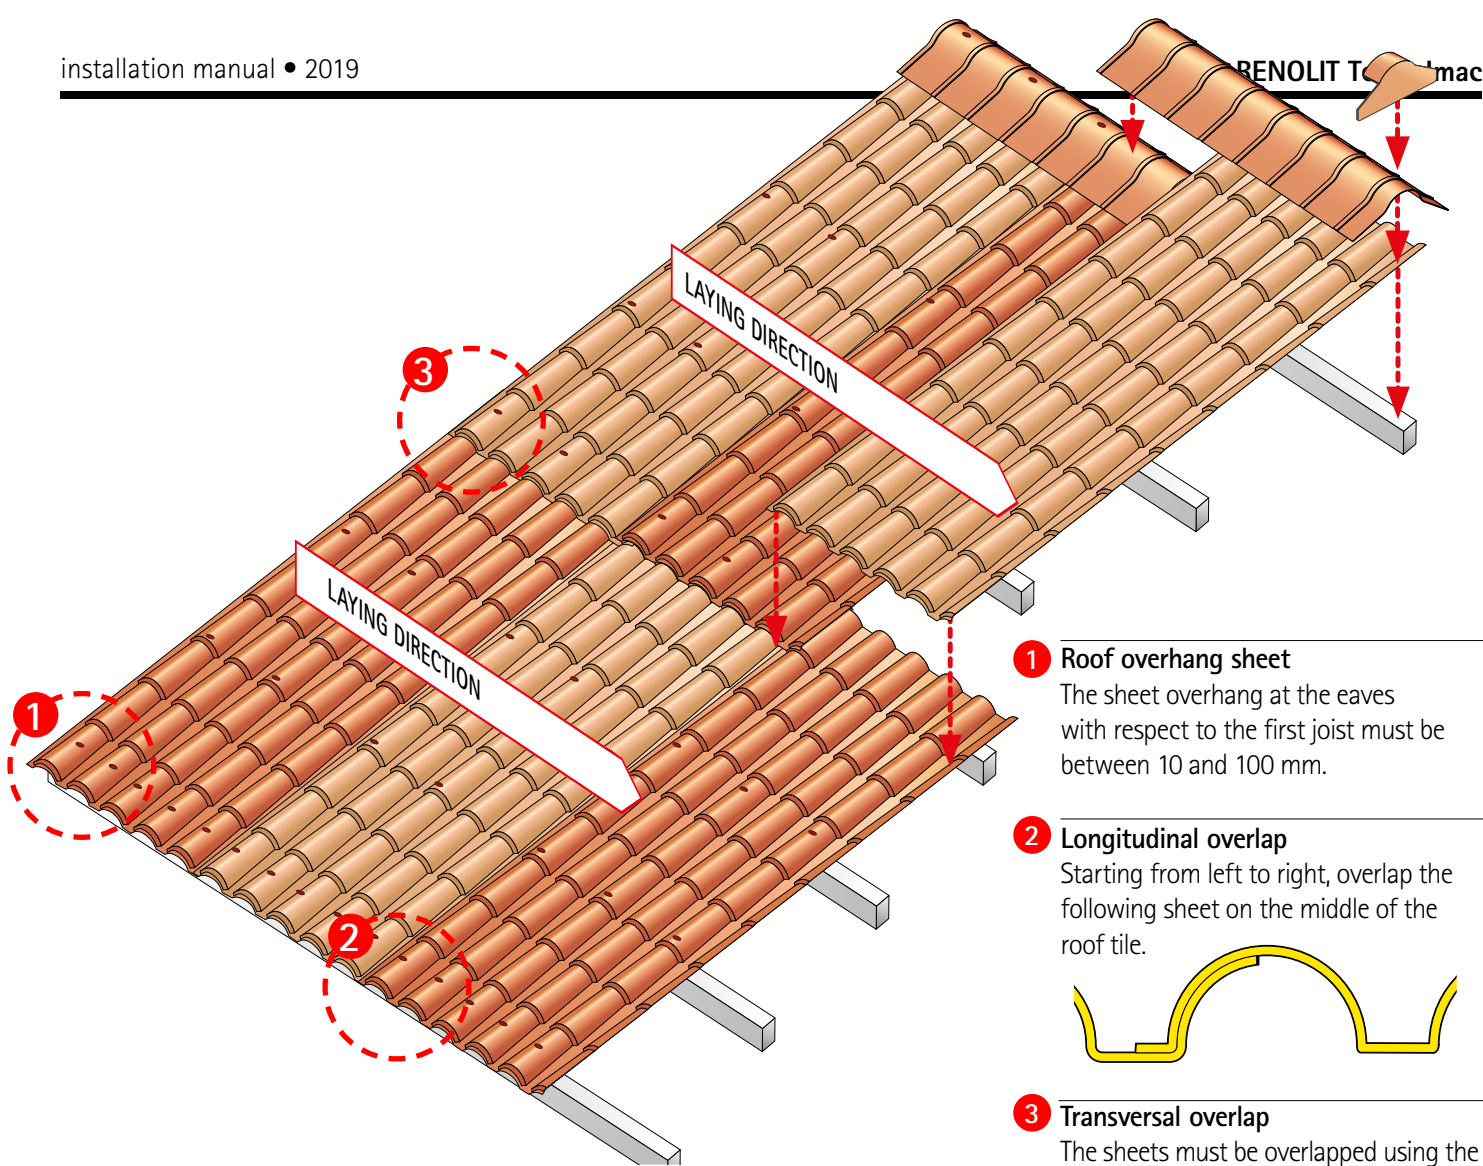 installation manual • 2019
RENOLIT
LAYING DIRECTION
3
LAYING DIRECTION
1
2
1 Roof overhang sheet
The sheet overhang at the eaves
with respect to the first joist must be
between 10 and 100 mm.
2 Longitudinal overlap
Starting from left to right, overlap the
following sheet on the middle of the
roof tile.
3 Transversal overlap
The sheets must be overlapped using the